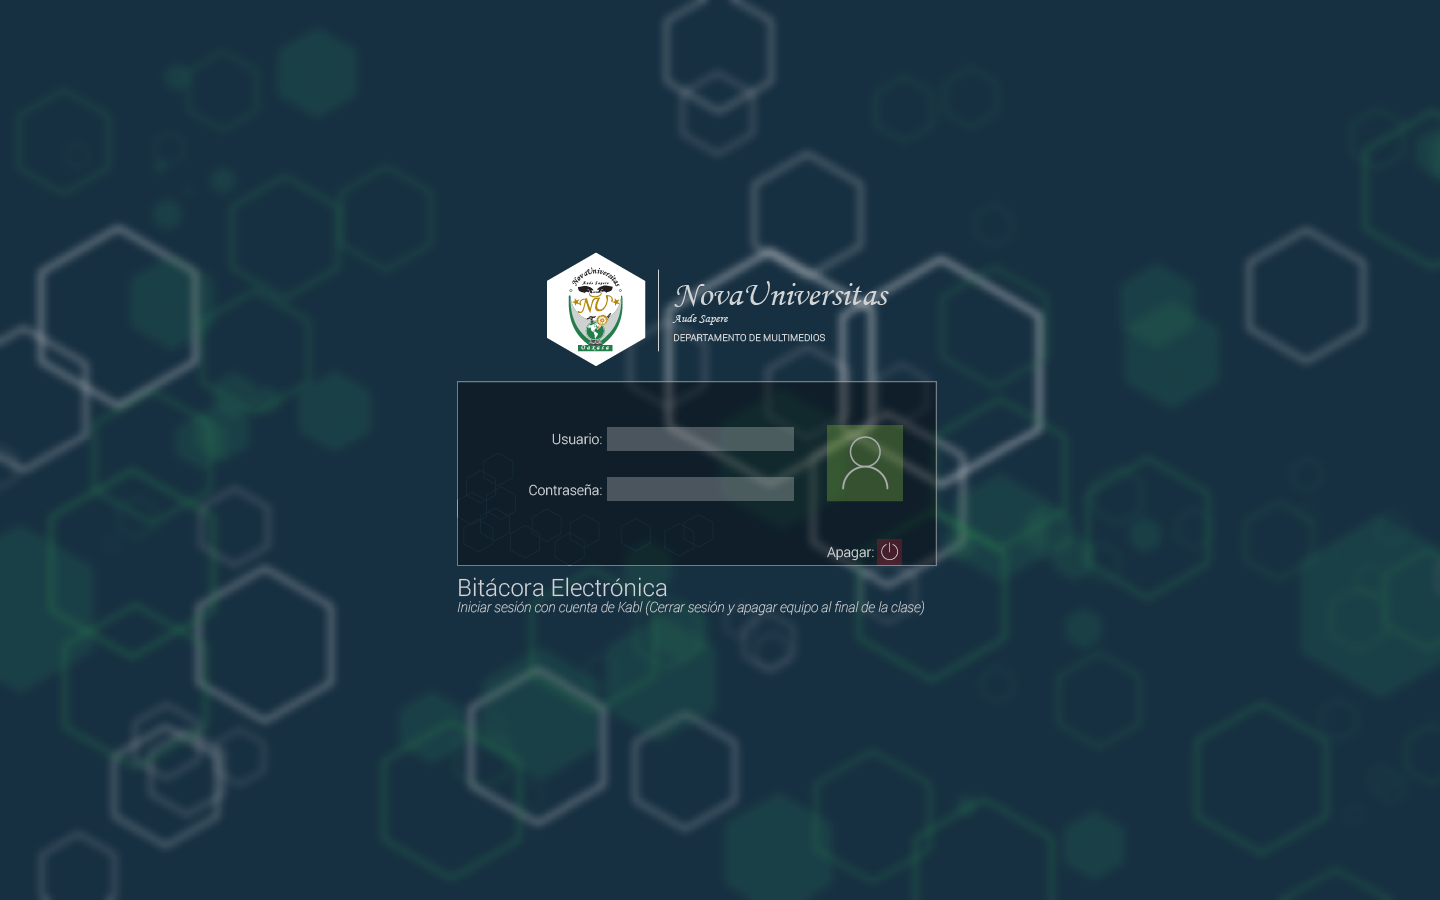 NovaUniversitas
Aude Sapere
NU
Oaxaca
NovaUniversitas
Aude Sapere
DEPARTAMENTO DE MULTIMEDIOS
Usuario:
Contraseña:
Apagar:
Bitácora Electrónica
Iniciar sesión con cuenta de Kabl (Cerrar sesión y apagar equipo al final de la clase)